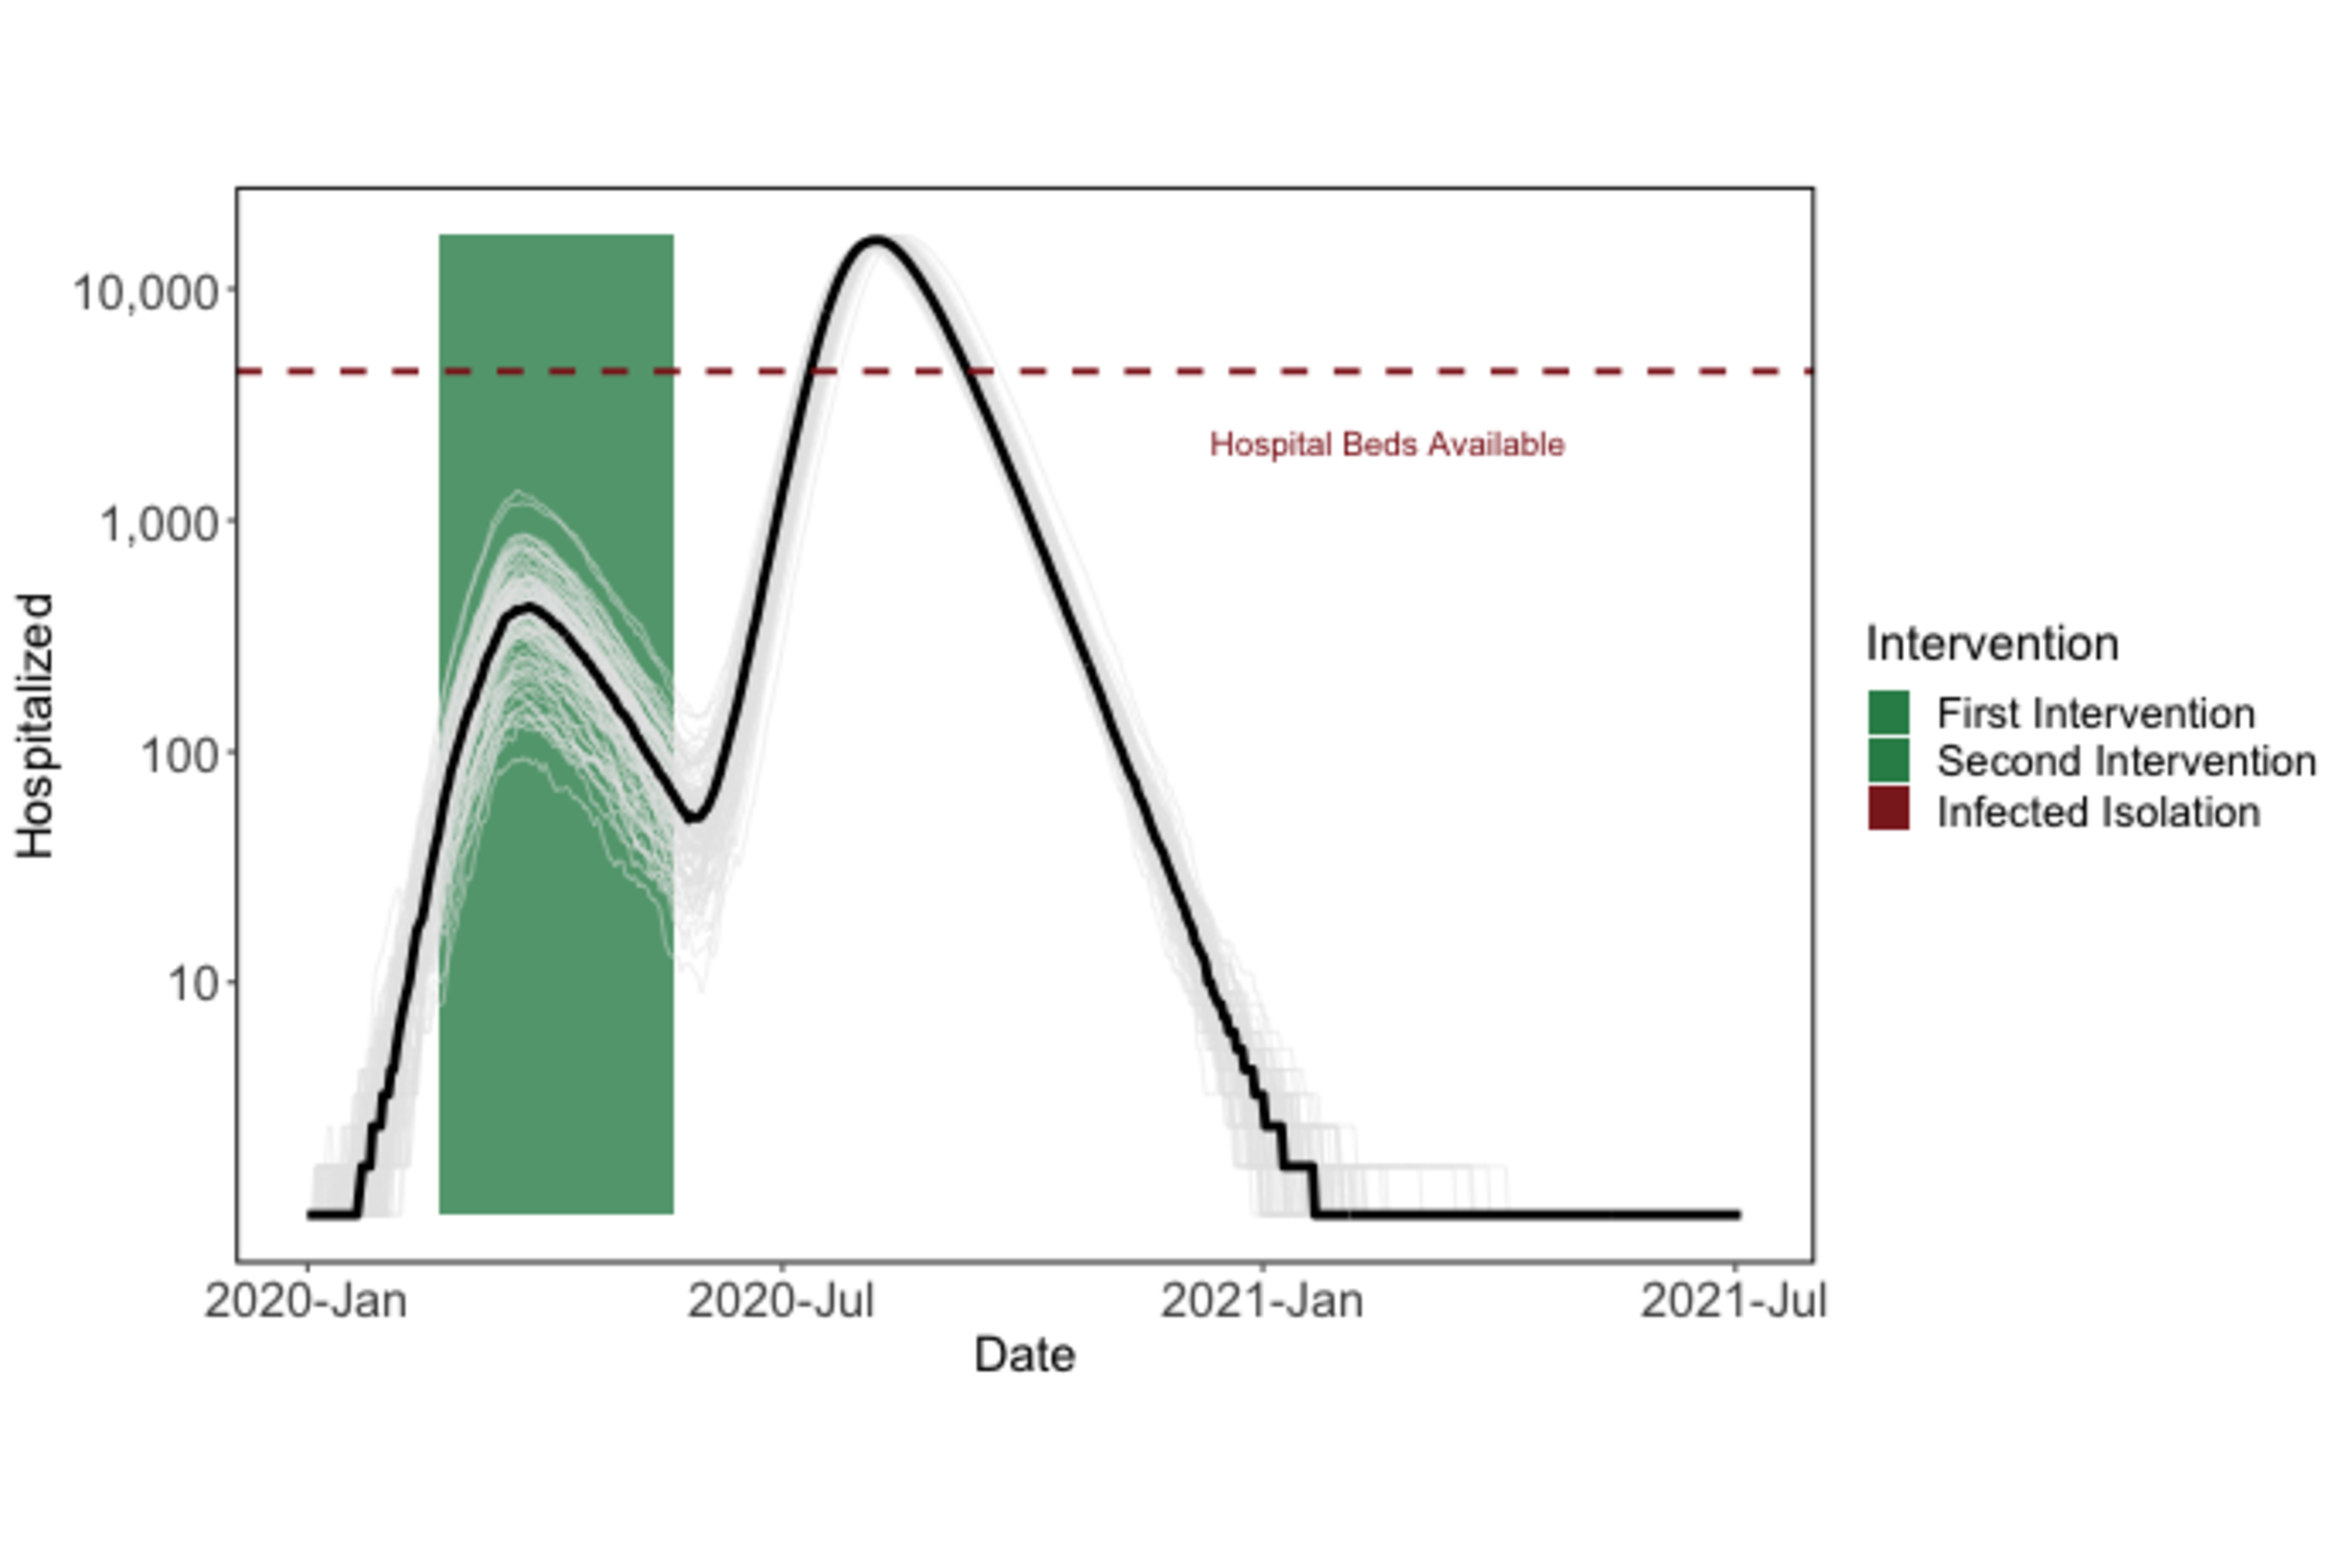 10,000
1,000
100
10
Hospitalized
Hospital Beds Available
2020-Jan
2020-Jul
2021-Jan
2021-Jul
Date
Intervention
First Intervention
Second Intervention
Infected Isolation